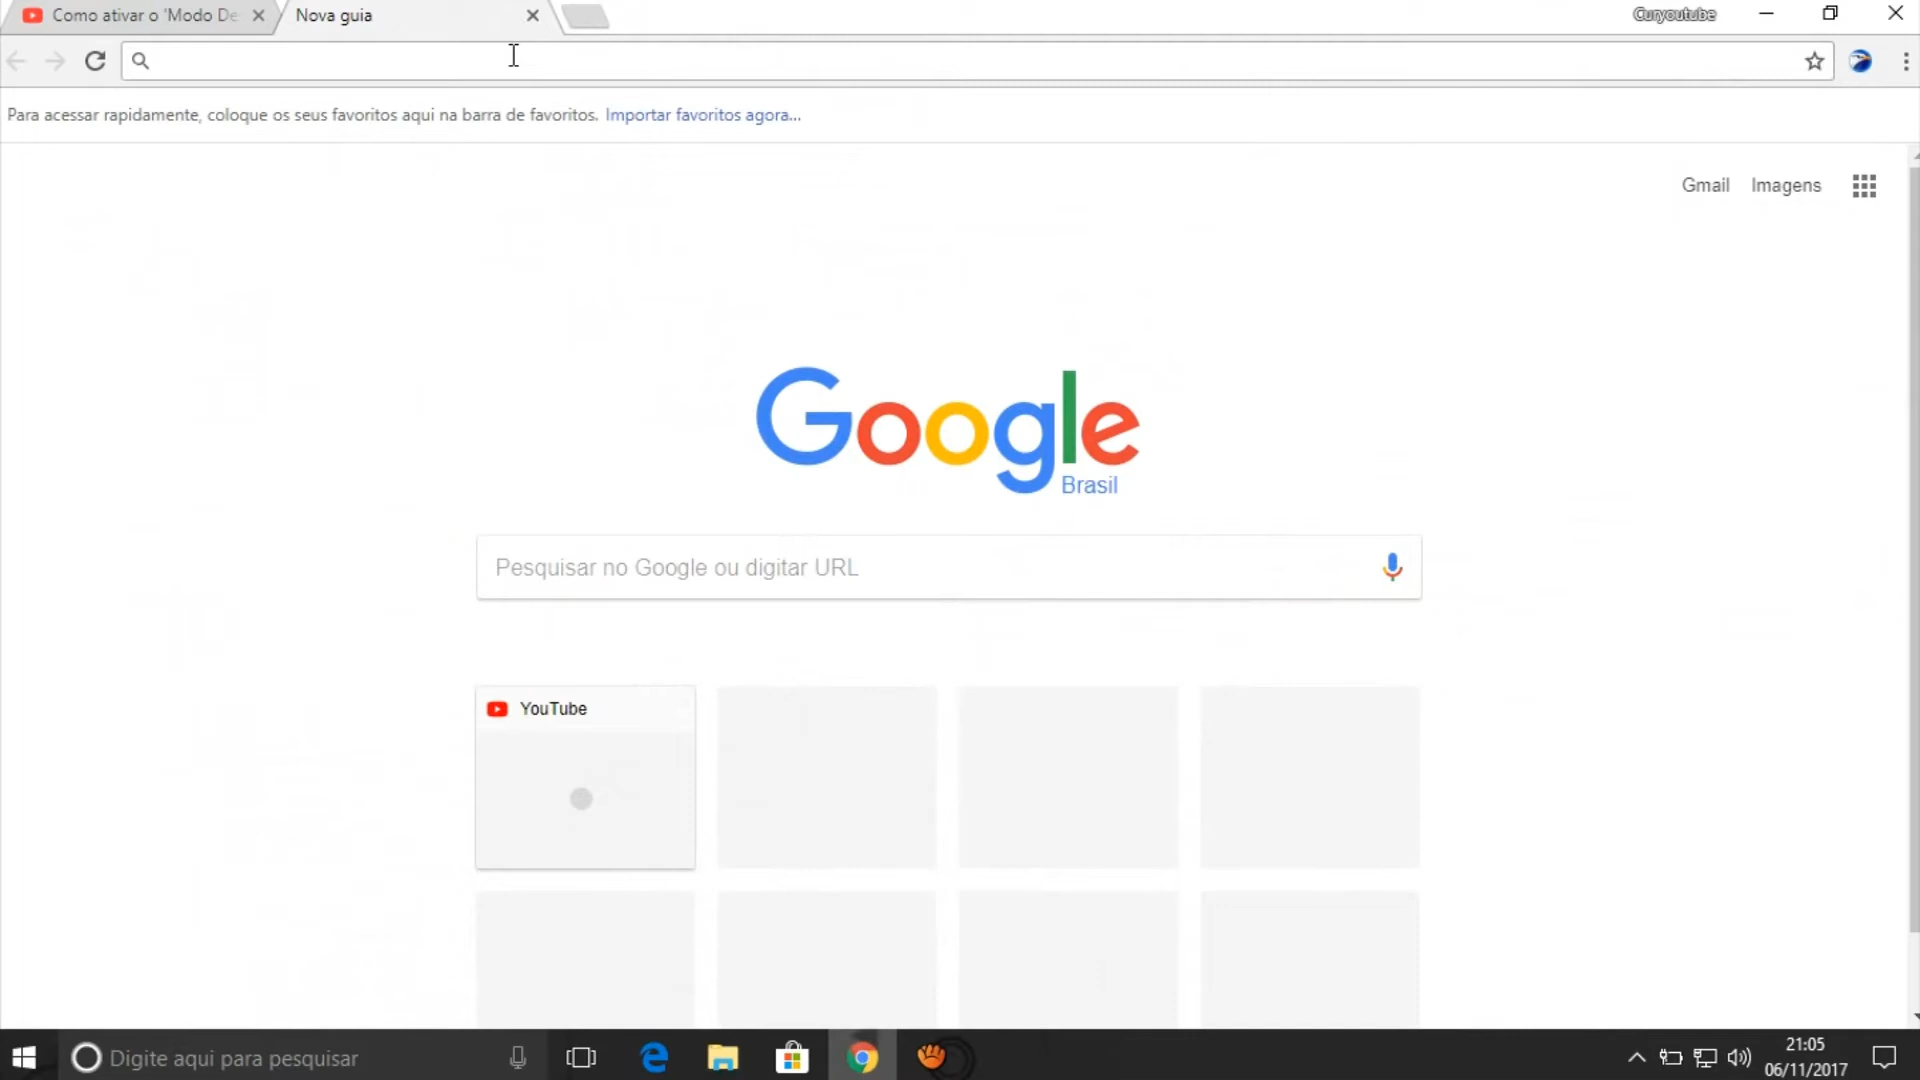 Como ativar o 'Modo De
Nova guia
Curyoutube
Para acessar rapidamente, coloque os seus favoritos aqui na barra de favoritos. Importar favoritos agora...
Gmail Imagens
Google
Brasil
Pesquisar no Google ou digitar URL
YouTube
Digite aqui para pesquisar
21:05
06/11/2017